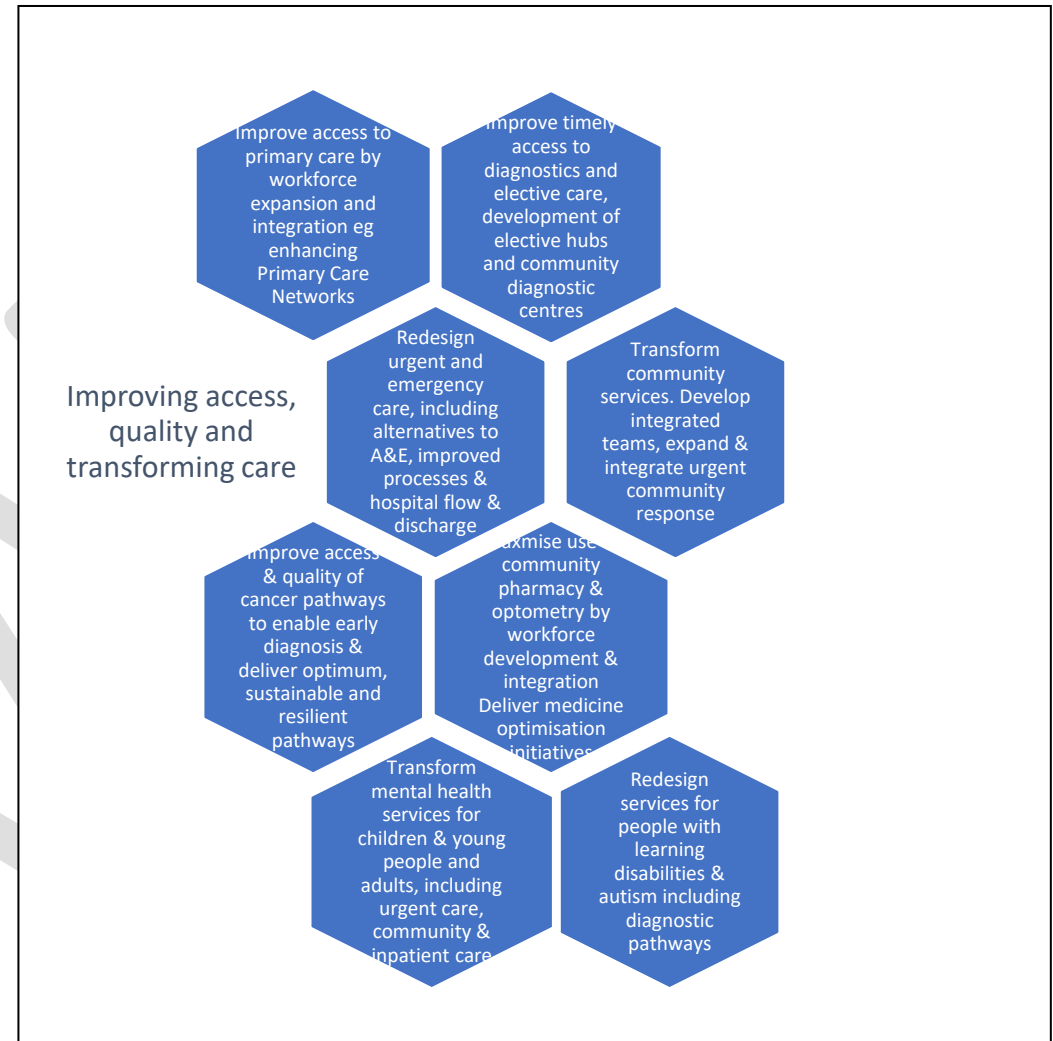 Improve access to
primary care by
workforce
expansion and
integration eg
enhancing
Primary Care
Networks
Improve timely
access to
diagnostics and
elective care,
development of
elective hubs
and community
diagnostic
centres
Improving access,
quality and
transforming care
Redesign
urgent and
emergency
care, including
alternatives to
A&E, improved
processes &
hospital flow &
discharge
Transform
community
services. Develop
integrated
teams, expand &
integrate urgent
community
response
Improve access
& quality of
cancer pathways
to enable early
diagnosis &
deliver optimum,
sustainable and
resilient
pathways
use
community
pharmacy &
optometry by
workforce
development &
integration
Deliver medicine
optimisation
initiatives
Transform
mental health
services for
children & young
people and
adults, including
urgent care,
community &
inpatient care
Redesign
services for
people with
learning
disabilities &
autism including
diagnostic
pathways